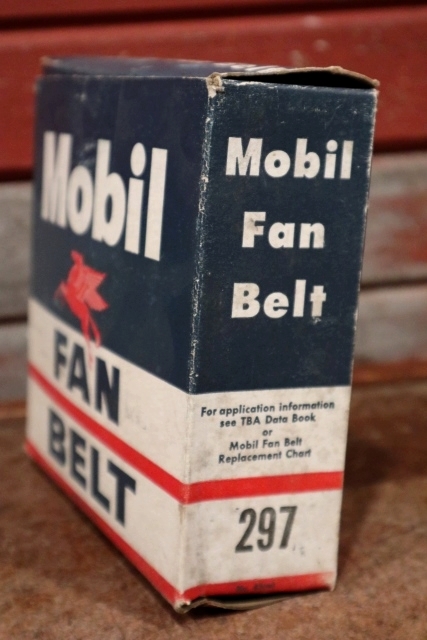 Mobil
FAN
BELT
Mobil
Fan
Belt
For application information
see TBA Data Book
or
Mobil Fan Belt
Replacement Chart
297